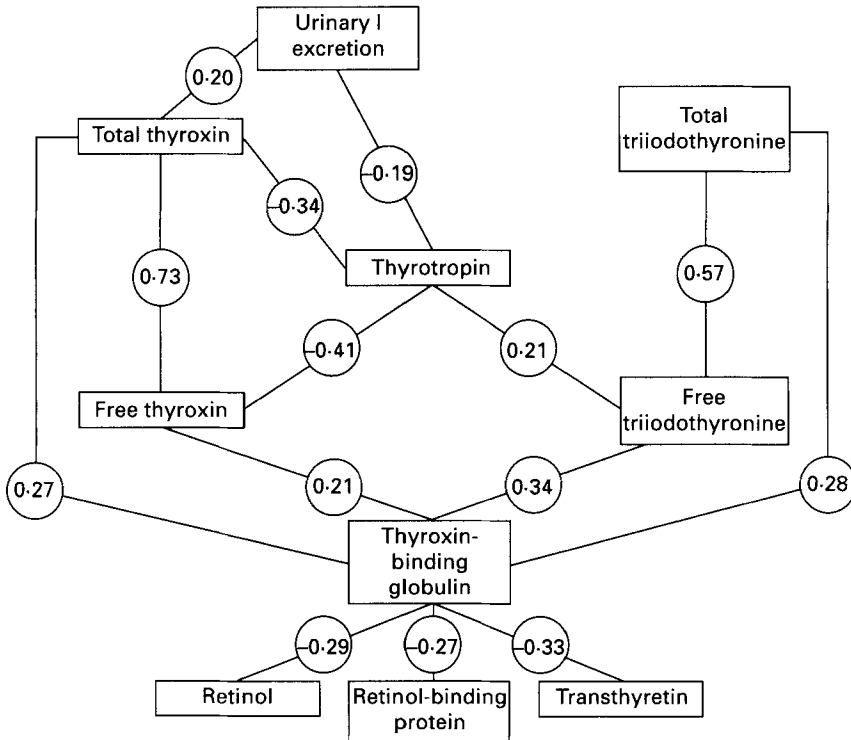 Urinary I
excretion
0·20
Total thyroxin
Total
triiodothyronine
–0·19
–0·34
Thyrotropin
0·73
0·57
–0·41
0·21
Free thyroxin
Free
triiodothyronine
0·27
0·21
0·34
0·28
Thyroxin-
binding
globulin
–0·29
–0·27
–0·33
Retinol
Retinol-binding
protein
Transthyretin